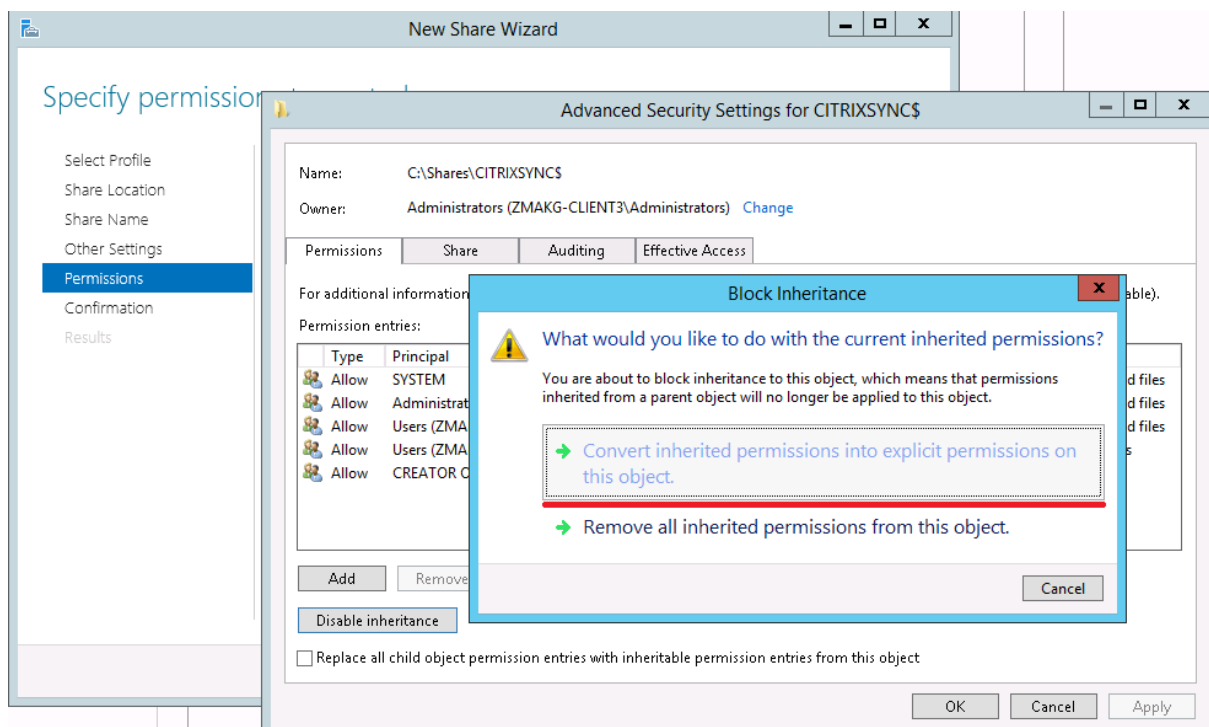 New Share Wizard
Specify permission
Select Profile
Share Location
Share Name
Other Settings
Permissions
Confirmation
Results
Advanced Security Settings for CITRIXSYNC$
Name: C:\Shares\CITRIXSYNC$
Owner: Administrators (ZMAKG-CLIENT3\Administrators) Change
Permissions Share Auditing Effective Access
For additional information able).
Permission entries:
Type Principal
Allow SYSTEM d files
Allow Administrat d files
Allow Users (ZMA d files
Allow Users (ZMA s
Allow CREATOR O
Add Remove
Disable inheritance
Replace all child object permission entries with inheritable permission entries from this object
OK Cancel Apply
Block Inheritance
What would you like to do with the current inherited permissions?
You are about to block inheritance to this object, which means that permissions
inherited from a parent object will no longer be applied to this object.
Convert inherited permissions into explicit permissions on
this object.
Remove all inherited permissions from this object.
Cancel